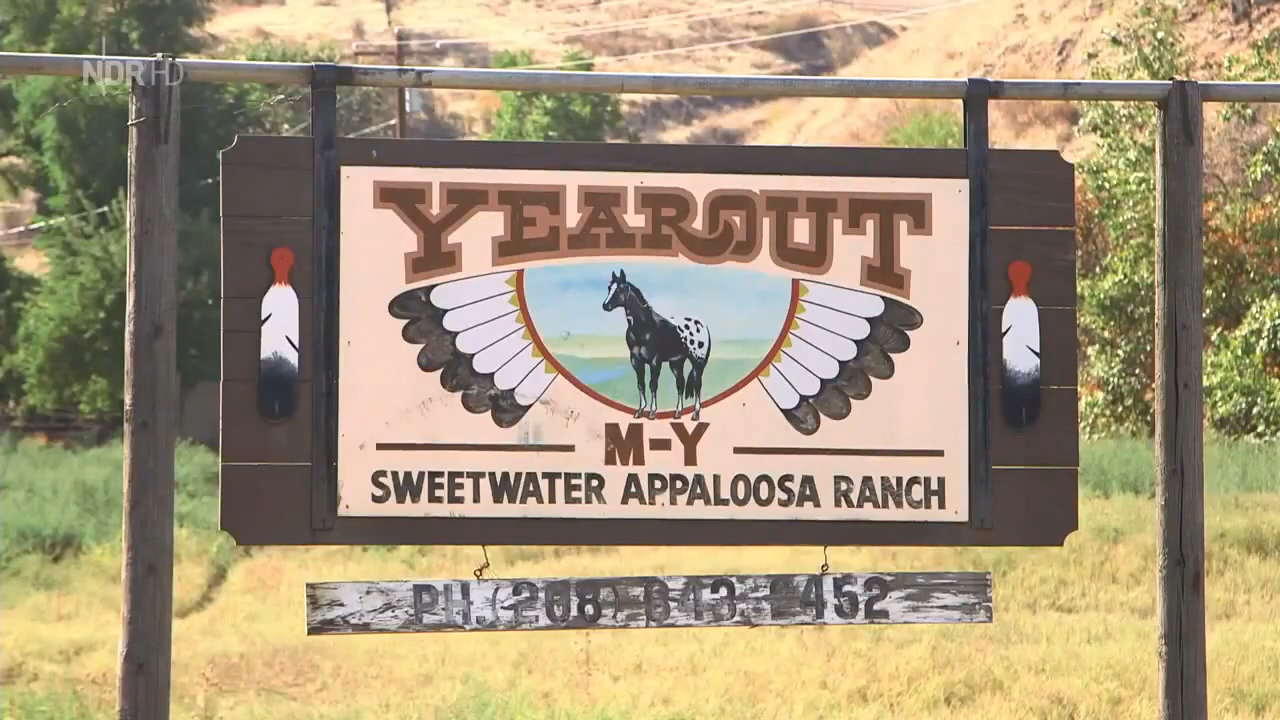 NDR HD
YEAROUT
M-Y
SWEETWATER APPALOOSA RANCH
PH. (208) 843-2452